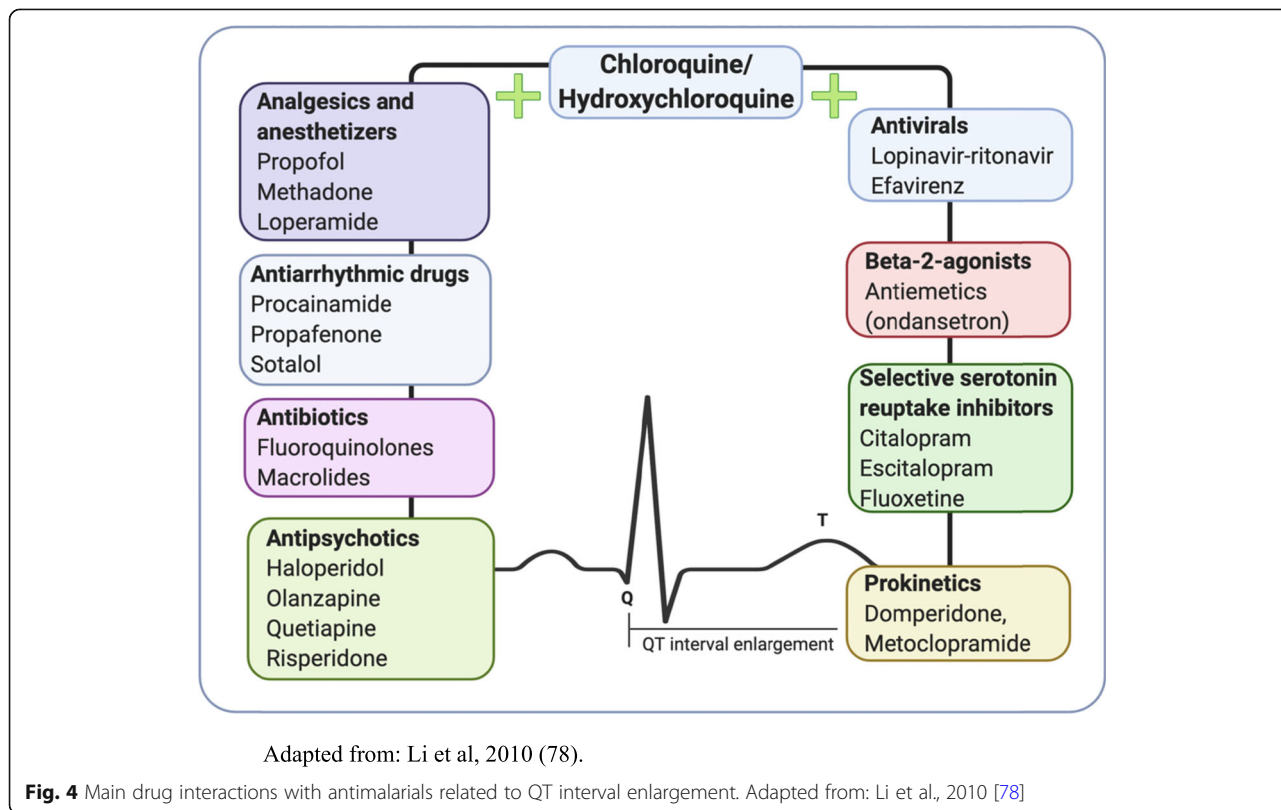 Chloroquine/
Hydroxychloroquine
Analgesics and
anesthetizers
Propofol
Methadone
Loperamide
Antiarrhythmic drugs
Procainamide
Propafenone
Sotalol
Antibiotics
Fluoroquinolones
Macrolides
Antipsychotics
Haloperidol
Olanzapine
Quetiapine
Risperidone
Antivirals
Lopinavir-ritonavir
Efavirenz
Beta-2-agonists
Antiemetics
(ondansetron)
Selective serotonin
reuptake inhibitors
Citalopram
Escitalopram
Fluoxetine
Prokinetics
Domperidone,
Metoclopramide
T
Q
QT interval enlargement
Adapted from: Li et al, 2010 (78).
Fig. 4 Main drug interactions with antimalarials related to QT interval enlargement. Adapted from: Li et al., 2010 [78]